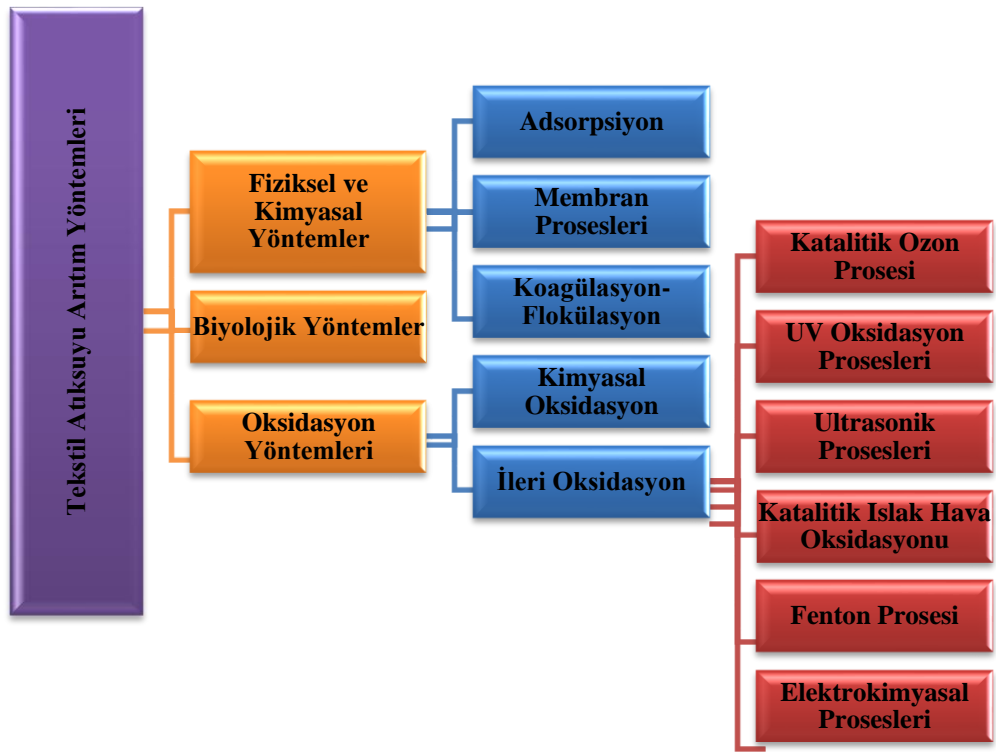 Tekstil Atıksuyu Arıtım Yöntemleri
Fiziksel ve
Kimyasal
Yöntemler
Biyolojik Yöntemler
Oksidasyon
Yöntemleri
Adsorpsiyon
Membran
Prosesleri
Koagülasyon-
Flokülasyon
Kimyasal
Oksidasyon
İleri Oksidasyon
Katalitik Ozon
Prosesi
UV Oksidasyon
Prosesleri
Ultrasonik
Prosesleri
Katalitik Islak Hava
Oksidasyonu
Fenton Prosesi
Elektrokimyasal
Prosesleri